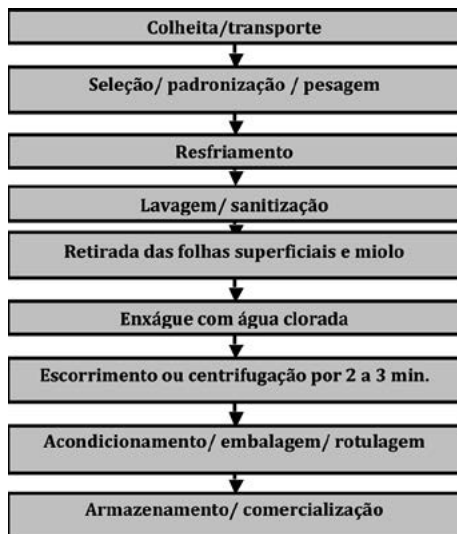 Colheita/transporte
Seleção/ padronização / pesagem
Resfriamento
Lavagem/ sanitização
Retirada das folhas superficiais e miolo
Enxágue com água clorada
Escorrimento ou centrifugação por 2 a 3 min.
Acondicionamento/ embalagem/ rotulagem
Armazenamento/ comercialização